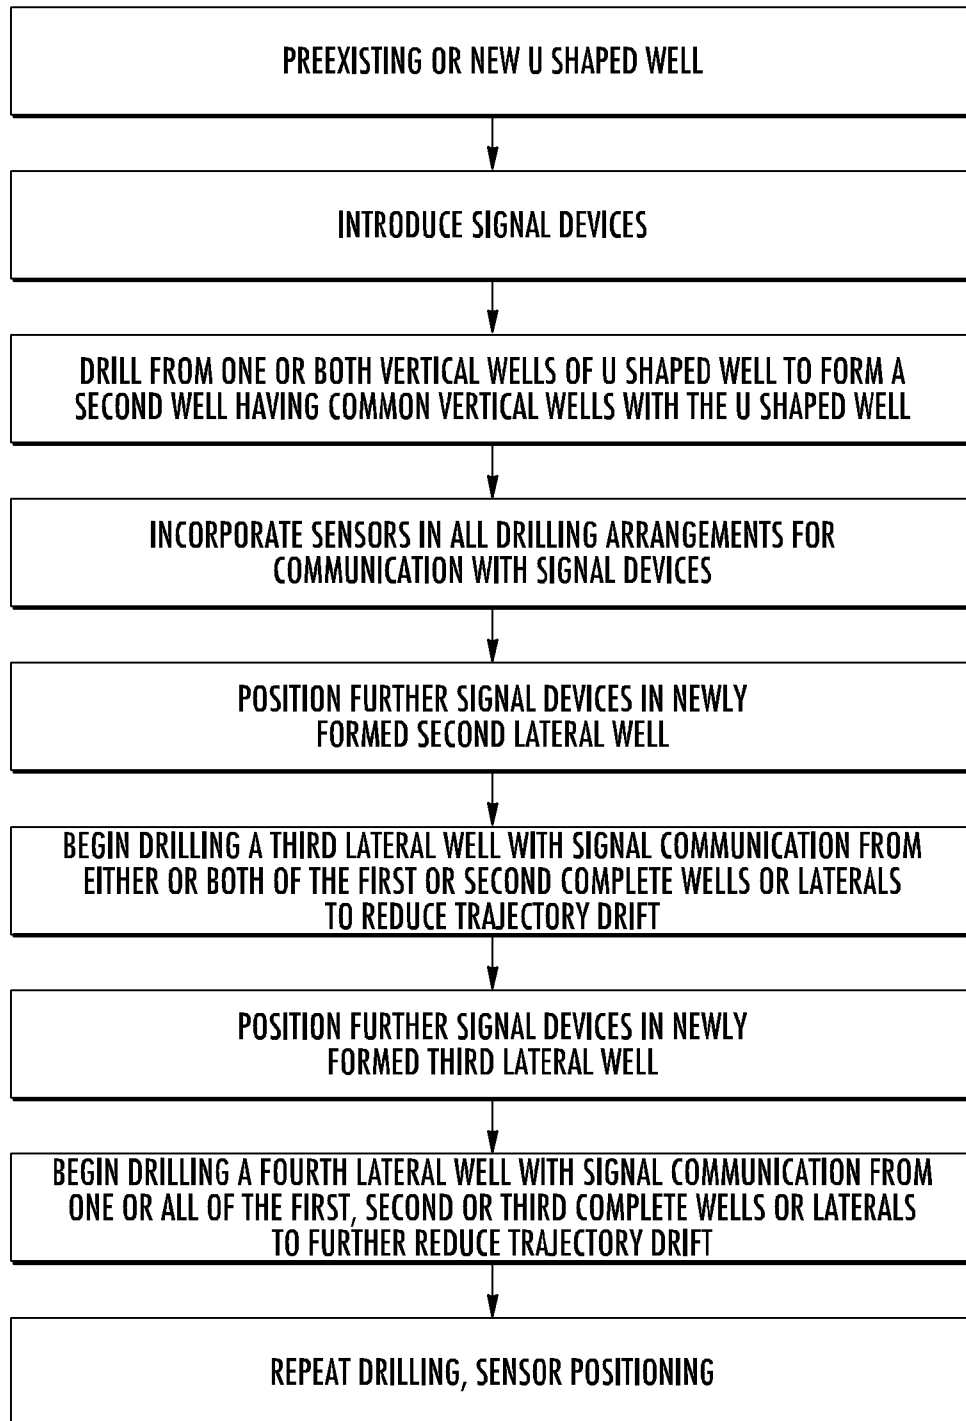 PREEXISTING OR NEW U SHAPED WELL
INTRODUCE SIGNAL DEVICES
DRILL FROM ONE OR BOTH VERTICAL WELLS OF U SHAPED WELL TO FORM A
SECOND WELL HAVING COMMON VERTICAL WELLS WITH THE U SHAPED WELL
INCORPORATE SENSORS IN ALL DRILLING ARRANGEMENTS FOR
COMMUNICATION WITH SIGNAL DEVICES
POSITION FURTHER SIGNAL DEVICES IN NEWLY
FORMED SECOND LATERAL WELL
BEGIN DRILLING A THIRD LATERAL WELL WITH SIGNAL COMMUNICATION FROM
EITHER OR BOTH OF THE FIRST OR SECOND COMPLETE WELLS OR LATERALS
TO REDUCE TRAJECTORY DRIFT
POSITION FURTHER SIGNAL DEVICES IN NEWLY
FORMED THIRD LATERAL WELL
BEGIN DRILLING A FOURTH LATERAL WELL WITH SIGNAL COMMUNICATION FROM
ONE OR ALL OF THE FIRST, SECOND OR THIRD COMPLETE WELLS OR LATERALS
TO FURTHER REDUCE TRAJECTORY DRIFT
REPEAT DRILLING, SENSOR POSITIONING